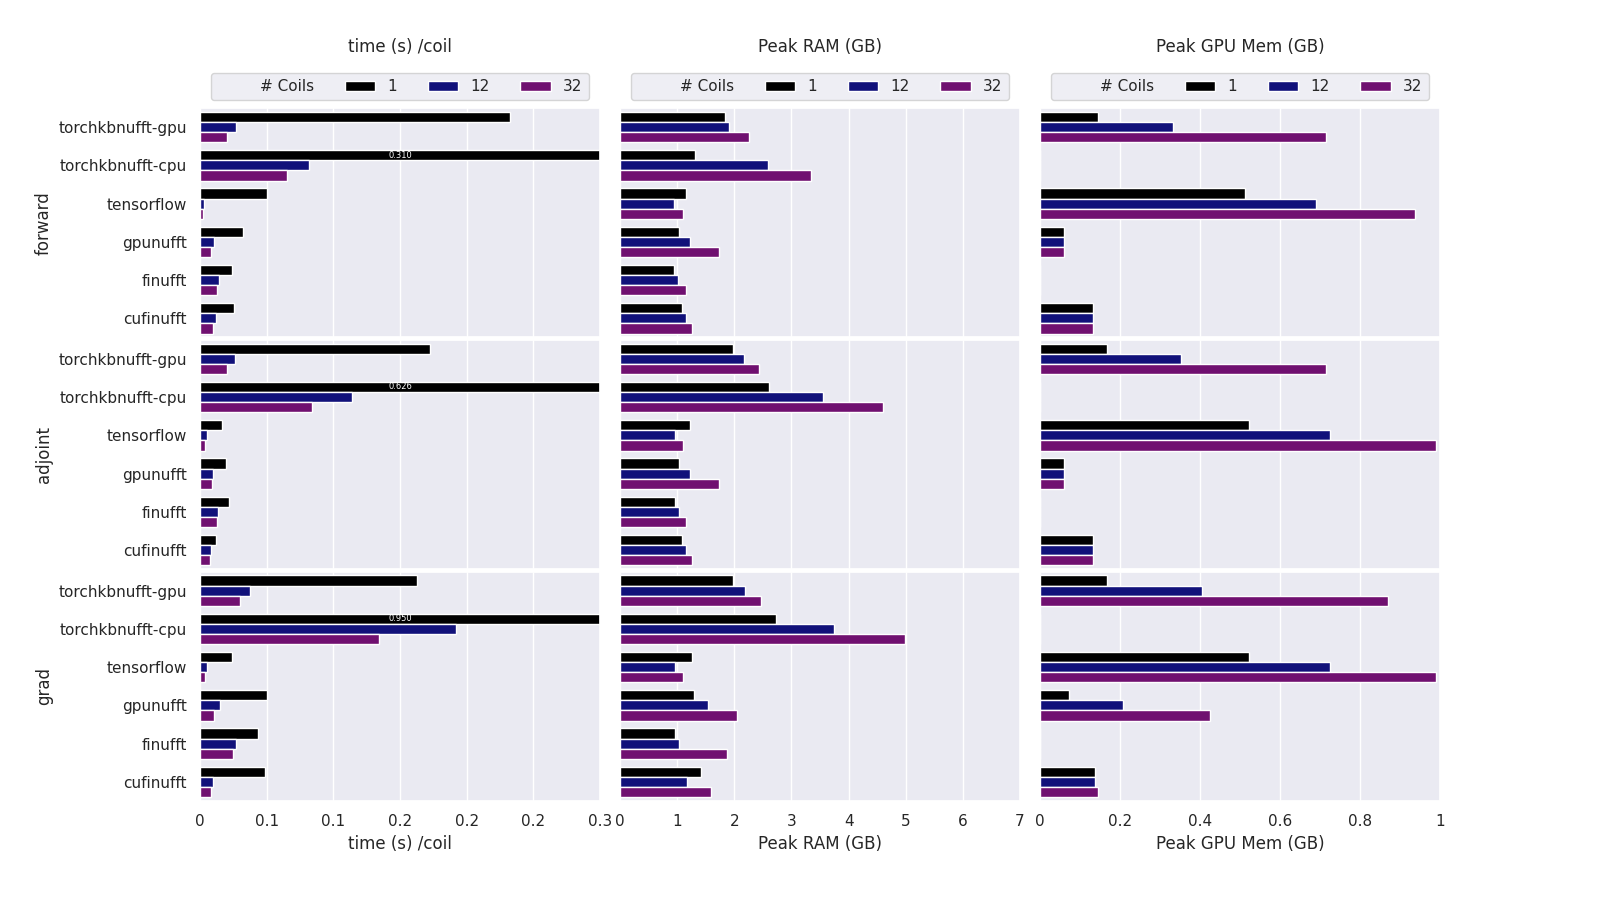 time (s) /coil
Peak RAM (GB)
Peak GPU Mem (GB)
# Coils 1 12 32
# Coils 1 12 32
# Coils 1 12 32
forward
torchkbnufft-gpu
torchkbnufft-cpu
0.310
tensorflow
gpunufft
finufft
cufinufft
adjoint
torchkbnufft-gpu
torchkbnufft-cpu
0.626
tensorflow
gpunufft
finufft
cufinufft
grad
torchkbnufft-gpu
torchkbnufft-cpu
0.950
tensorflow
gpunufft
finufft
cufinufft
0 0.1 0.1 0.2 0.2 0.2 0.3
0 1 2 3 4 5 6 7
0 0.2 0.4 0.6 0.8 1
time (s) /coil
Peak RAM (GB)
Peak GPU Mem (GB)